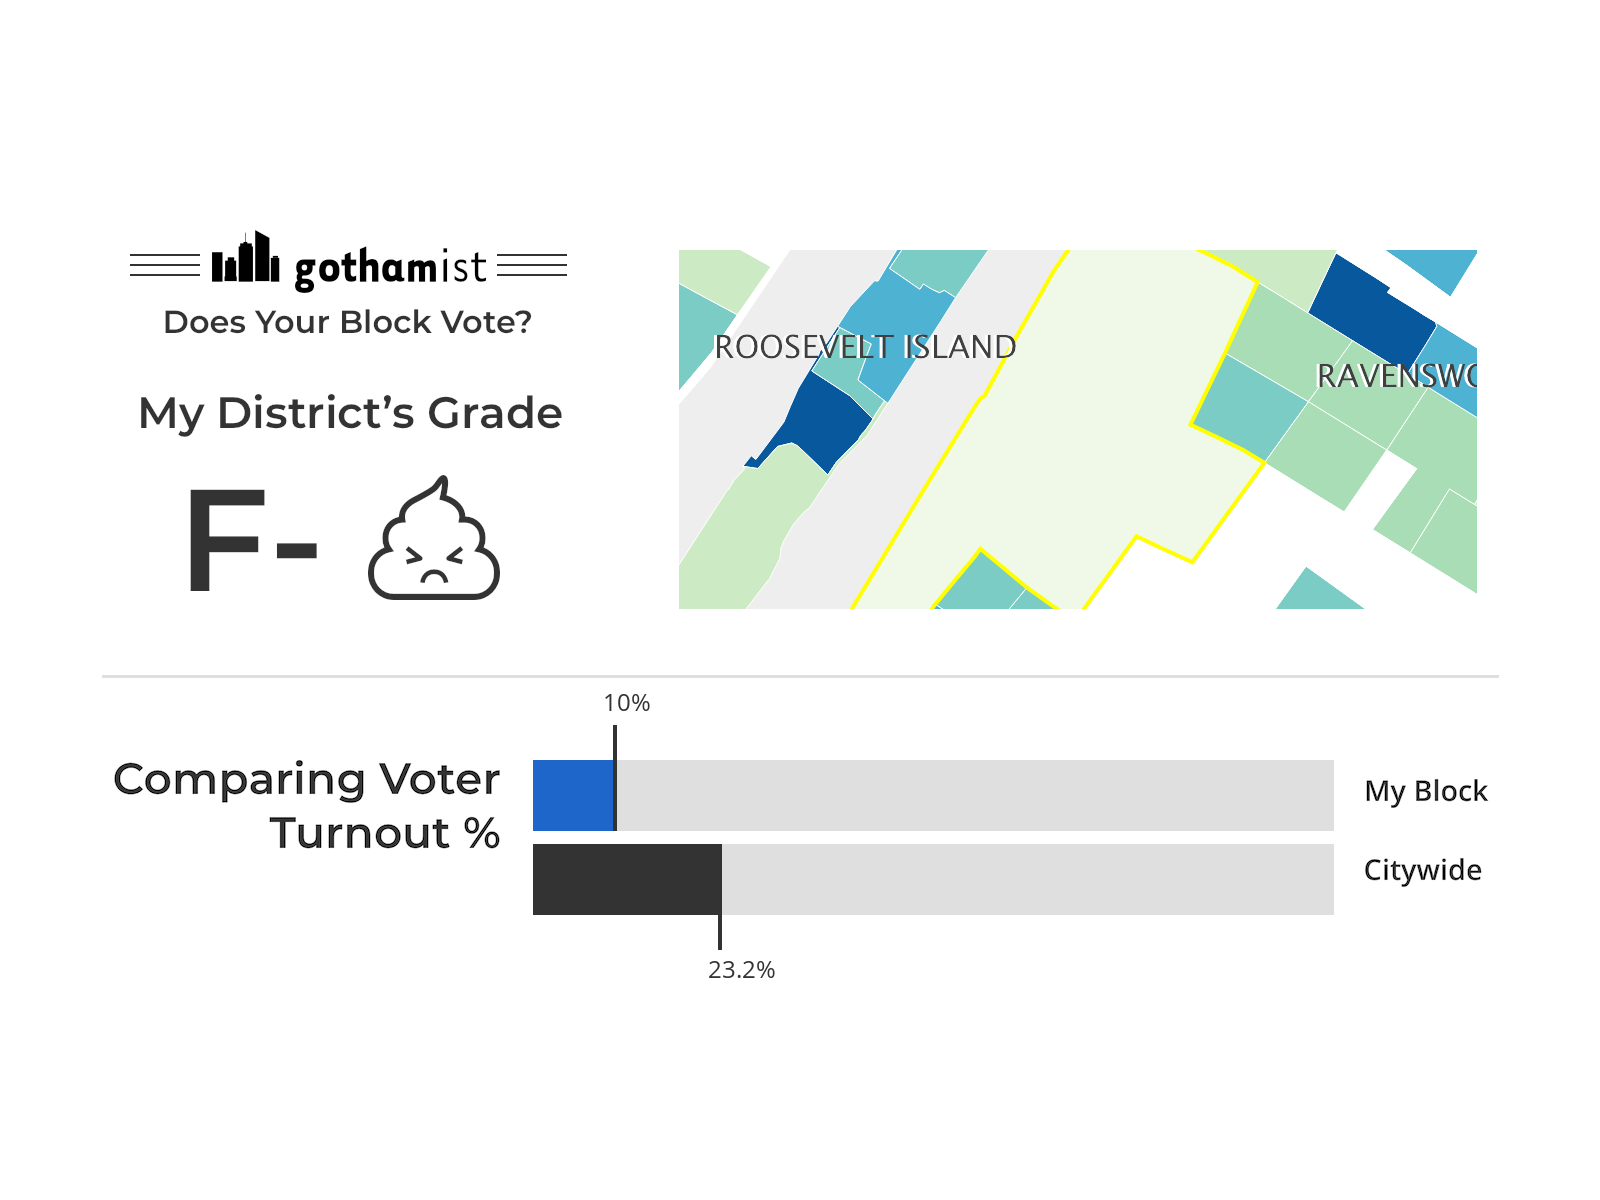 gothamist
Does Your Block Vote?
My District’s Grade
F-
ROOSEVELT ISLAND
RAVENSWO
10%
Comparing Voter
Turnout %
My Block
Citywide
23.2%